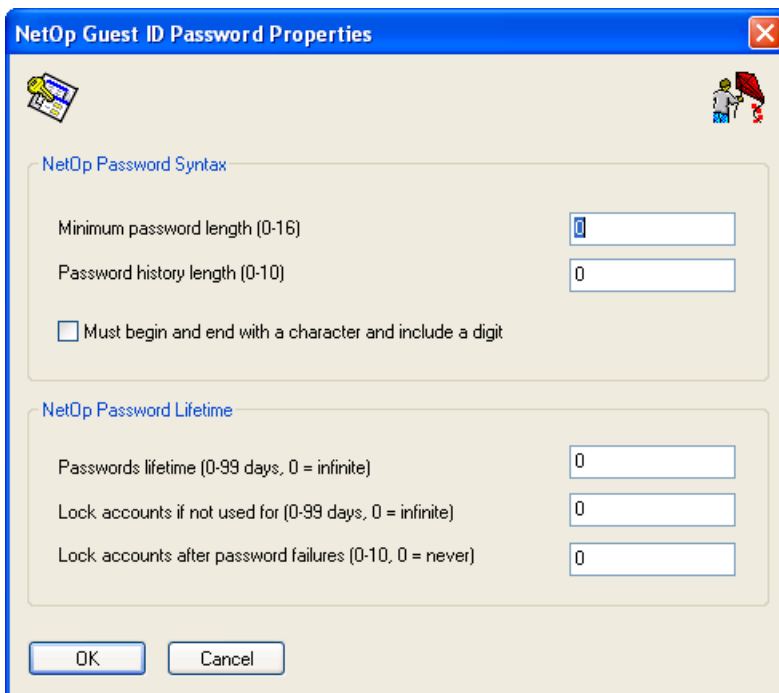 NetOp Guest ID Password Properties
NetOp Password Syntax
Minimum password length (0-16)
0
Password history length (0-10)
0
Must begin and end with a character and include a digit
NetOp Password Lifetime
Passwords lifetime (0-99 days, 0 = infinite)
0
Lock accounts if not used for (0-99 days, 0 = infinite)
0
Lock accounts after password failures (0-10, 0 = never)
0
OK
Cancel